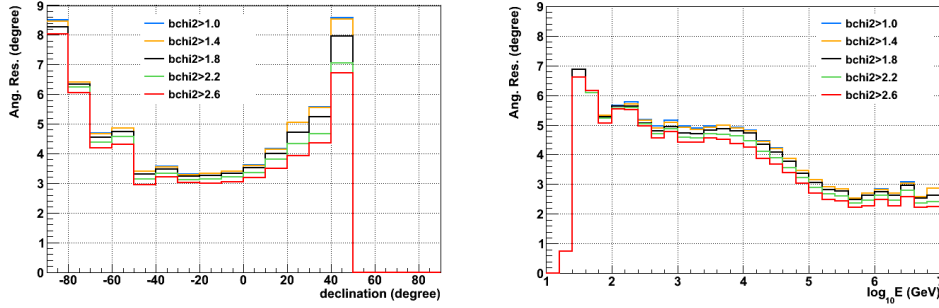 Ang. Res. (degree)
9
8
7
6
5
4
3
2
1
0
bchi2>1.0
bchi2>1.4
bchi2>1.8
bchi2>2.2
bchi2>2.6
-80 -60 -40 -20 0 20 40 60 80
declination (degree)
Ang. Res. (degree)
9
8
7
6
5
4
3
2
1
0
bchi2>1.0
bchi2>1.4
bchi2>1.8
bchi2>2.2
bchi2>2.6
1 2 3 4 5 6 7
log10E (GeV)